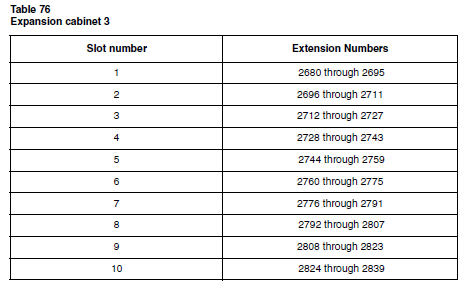 Table 76
Expansion cabinet 3
Slot number Extension Numbers
1 2680 through 2695
2 2696 through 2711
3 2712 through 2727
4 2728 through 2743
5 2744 through 2759
6 2760 through 2775
7 2776 through 2791
8 2792 through 2807
9 2808 through 2823
10 2824 through 2839